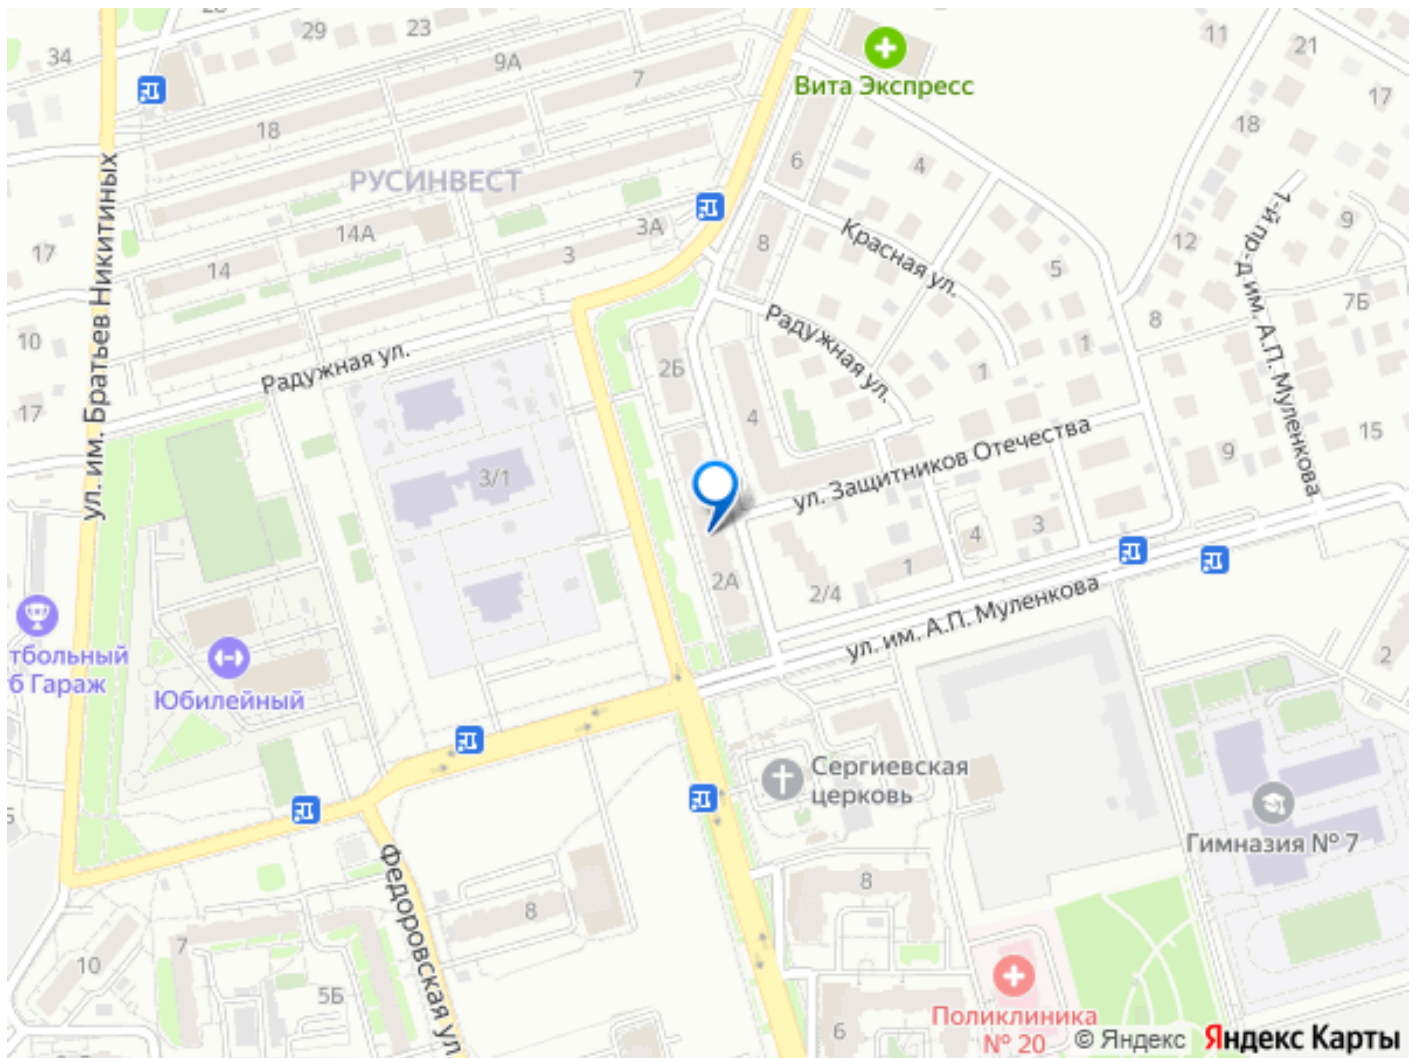 29
23
34
9А
7
18
РУСИНВЕСТ
14А
3А
3
14
17
10
17
ул. им. Братьев Никитиных
Радужная ул.
Вита Экспресс
11
21
17
18
6
4
8
Красная ул.
5
12
9
1-й пр-д им. А.П. Муленкова
7Б
8
Радужная ул.
1
1
2Б
4
15
9
ул. Защитников Отечества
3/1
2А
2/4
1
4
3
ул. им. А.П. Муленкова
2
тбольный
б Гараж
Юбилейный
Сергиевская
церковь
Гимназия № 7
Федоровская ул
8
8
7
10
5Б
6
Поликлиника
№ 20
© Яндекс
Яндекс Карты